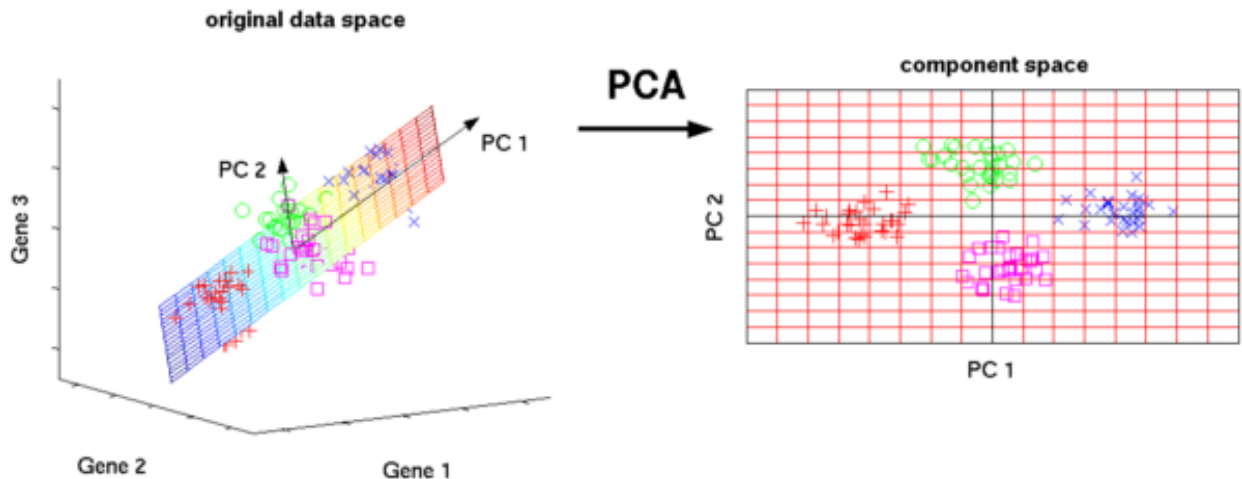 original data space
PCA
component space
PC 1
PC 2
Gene 3
PC 2
Gene 2
Gene 1
PC 1